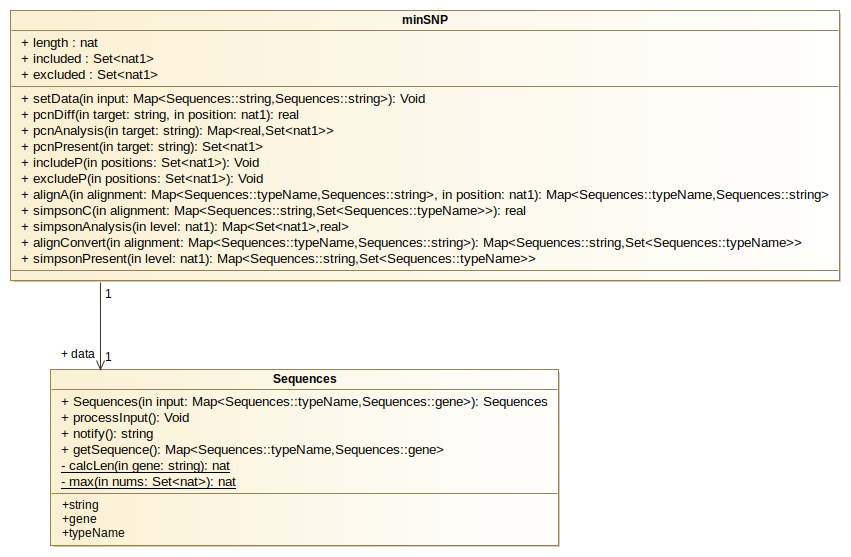 minSNP
+ length : nat
+ included : Set<nat1>
+ excluded : Set<nat1>
+ setData(in input: Map<Sequences::string,Sequences::string>): Void
+ pcnDiff(in target: string, in position: nat1): real
+ pcnAnalysis(in target: string): Map<real,Set<nat1>>
+ pcnPresent(in target: string): Set<nat1>
+ includeP(in positions: Set<nat1>): Void
+ excludeP(in positions: Set<nat1>): Void
+ alignA(in alignment: Map<Sequences::typeName,Sequences::string>, in position: nat1): Map<Sequences::typeName,Sequences::string>
+ simpsonC(in alignment: Map<Sequences::string,Set<Sequences::typeName>>): real
+ simpsonAnalysis(in level: nat1): Map<Set<nat1>,real>
+ alignConvert(in alignment: Map<Sequences::typeName,Sequences::string>): Map<Sequences::string,Set<Sequences::typeName>>
+ simpsonPresent(in level: nat1): Map<Sequences::string,Set<Sequences::typeName>>
1
+ data 1
Sequences
+ Sequences(in input: Map<Sequences::typeName,Sequences::gene>): Sequences
+ processInput(): Void
+ notify(): string
+ getSequence(): Map<Sequences::typeName,Sequences::gene>
- calcLen(in gene: string): nat
- max(in nums: Set<nat>): nat
+string
+gene
+typeName